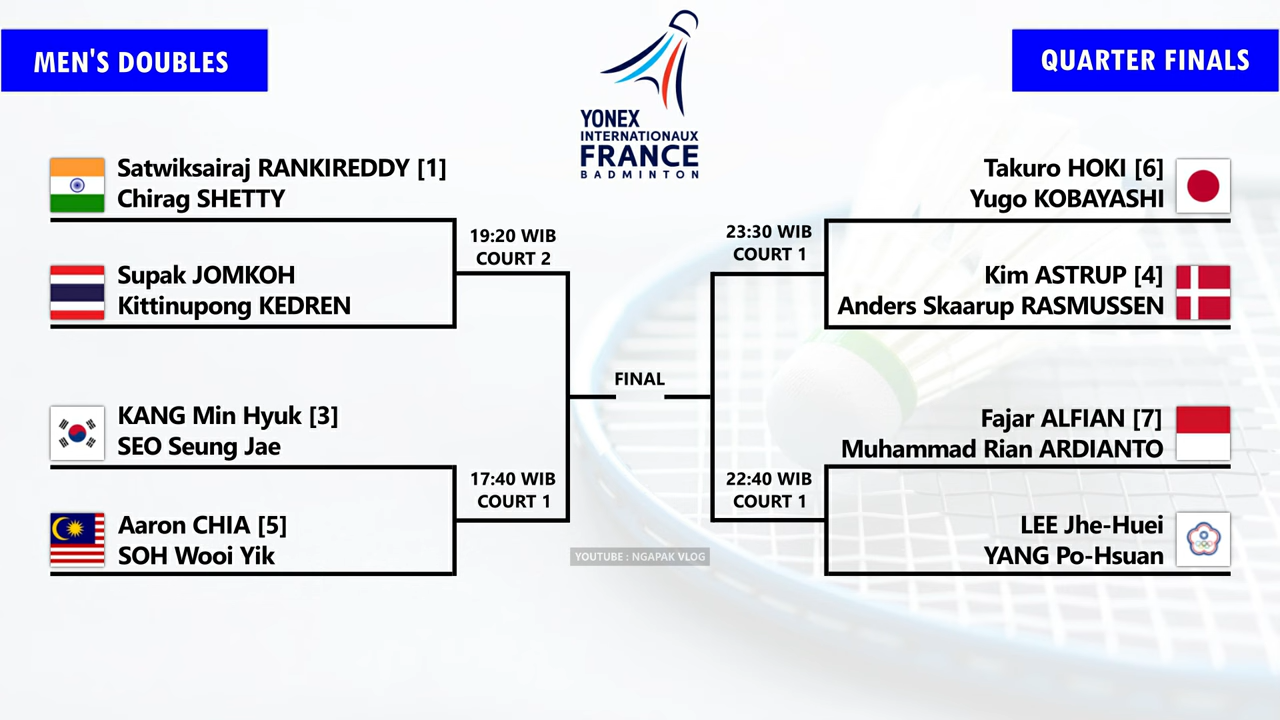 MEN'S DOUBLES
QUARTER FINALS
YONEX
INTERNATIONAUX
FRANCE
BADMINTON
Satwiksairaj RANKIREDDY [1]
Chirag SHETTY
19:20 WIB
COURT 2
Supak JOMKOH
Kittinupong KEDREN
KANG Min Hyuk [3]
SEO Seung Jae
17:40 WIB
COURT 1
Aaron CHIA [5]
SOH Wooi Yik
FINAL
Takuro HOKI [6]
Yugo KOBAYASHI
23:30 WIB
COURT 1
Kim ASTRUP [4]
Anders Skaarup RASMUSSEN
Fajar ALFIAN [7]
Muhammad Rian ARDIANTO
22:40 WIB
COURT 1
LEE Jhe-Huei
YANG Po-Hsuan
YOUTUBE : NGAPAK VLOG